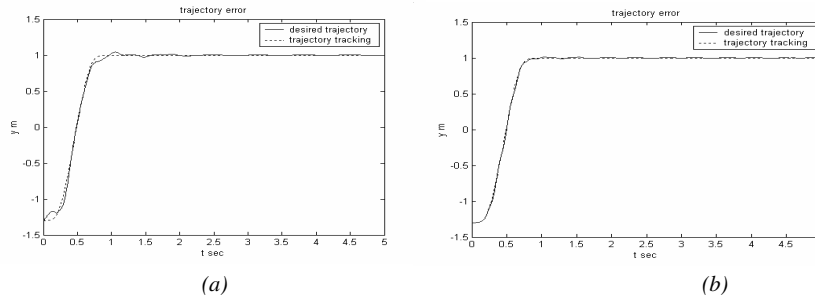 trajectory error
desired trajectory
trajectory tracking
1.5
1
0.5
0
-0.5
-1
-1.5
y m
0 0.5 1 1.5 2 2.5 3 3.5 4 4.5 5
t sec
(a)
trajectory error
desired trajectory
trajectory tracking
1.5
1
0.5
0
-0.5
-1
-1.5
y m
0 0.5 1 1.5 2 2.5 3 3.5 4 4.5
t sec
(b)